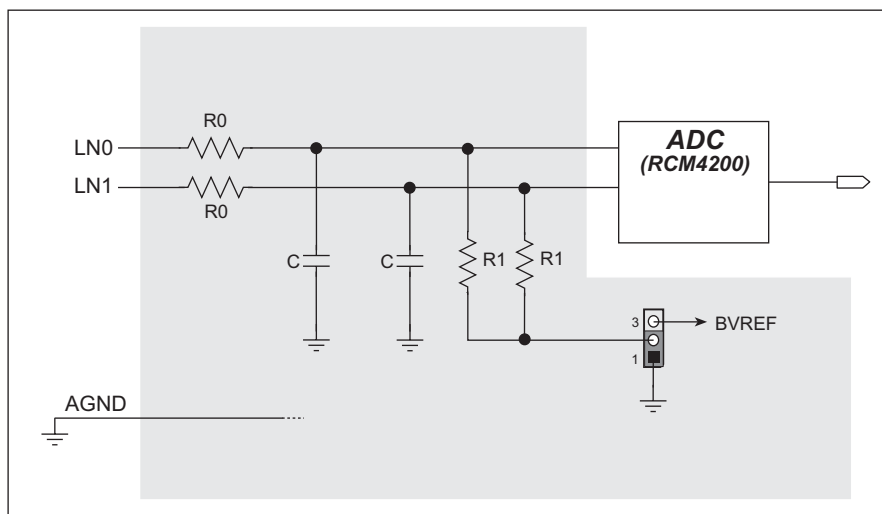 R0
LN0
LN1
R0
ADC
(RCM4200)
C
C
R1
R1
3
BVREF
1
AGND